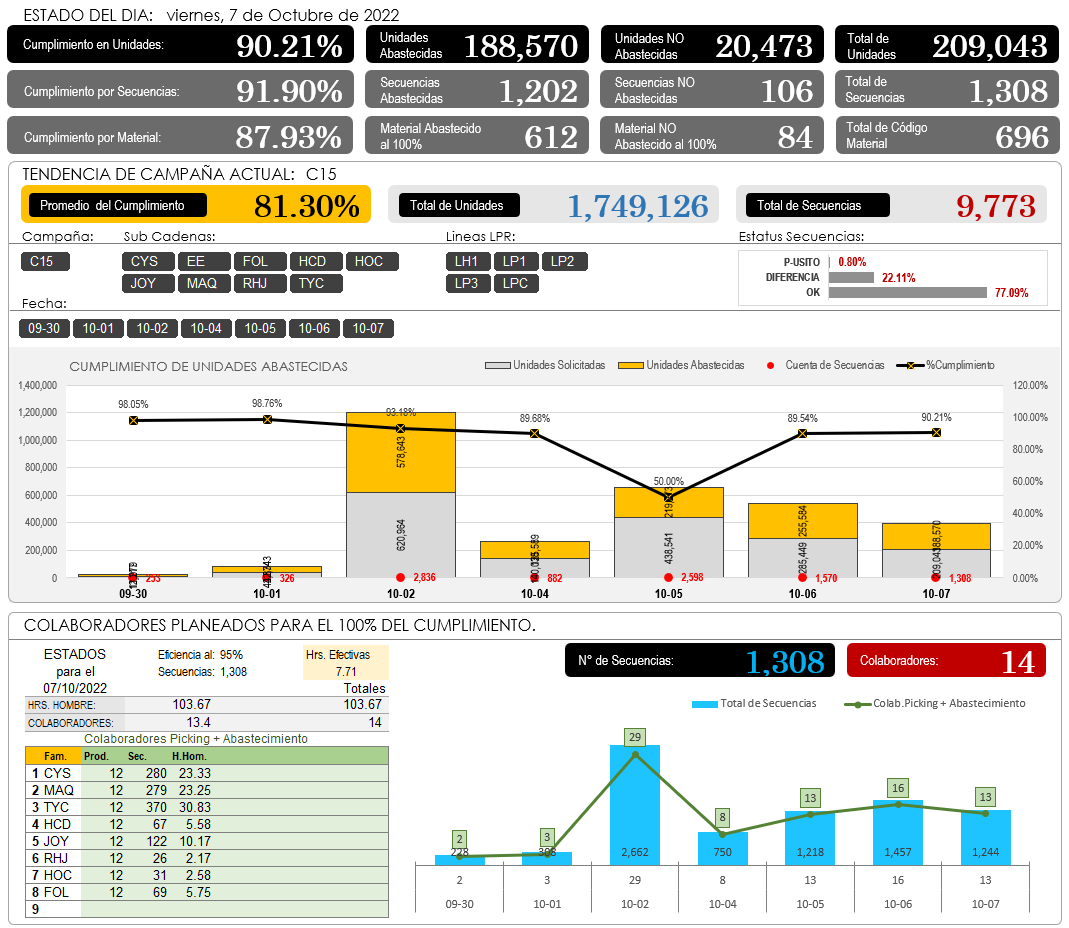 ESTADO DEL DIA: viernes, 7 de Octubre de 2022
Cumplimiento en Unidades: 90.21%
Unidades Abastecidas 188,570
Unidades NO Abastecidas 20,473
Total de Unidades 209,043
Cumplimiento por Secuencias: 91.90%
Secuencias Abastecidas 1,202
Secuencias NO Abastecidas 106
Total de Secuencias 1,308
Cumplimiento por Material: 87.93%
Material Abastecido al 100% 612
Material NO Abastecido al 100% 84
Total de Código Material 696
TENDENCIA DE CAMPAÑA ACTUAL: C15
Promedio del Cumplimiento 81.30%
Total de Unidades 1,749,126
Total de Secuencias 9,773
Campaña:
C15
Sub Cadenas:
CYS EE FOL HCD HOC
JOY MAQ RHJ TYC
Lineas LPR:
LH1 LP1 LP2
LP3 LPC
Estatus Secuencias:
P-USITO 0.80%
DIFERENCIA 22.11%
OK 77.09%
Fecha:
09-30 10-01 10-02 10-04 10-05 10-06 10-07
CUMPLIMIENTO DE UNIDADES ABASTECIDAS
Unidades Solicitadas Unidades Abastecidas Cuenta de Secuencias %Cumplimiento
1,400,000
1,200,000
1,000,000
800,000
600,000
400,000
200,000
0
120.00%
100.00%
80.00%
60.00%
40.00%
20.00%
0.00%
98.05% 98.76% 93.18% 89.68% 50.00% 89.54% 90.21%
578,643
255,584
188,570
620,964
438,541
285,449
209,043
253 326 2,836 882 2,598 1,570 1,308
09-30 10-01 10-02 10-04 10-05 10-06 10-07
COLABORADORES PLANEADOS PARA EL 100% DEL CUMPLIMIENTO.
ESTADOS
para el
07/10/2022
Eficiencia al: 95%
Secuencias: 1,308
Hrs. Efectivas
7.71
Totales
HRS. HOMBRE: 103.67 103.67
COLABORADORES: 13.4 14
Colaboradores Picking + Abastecimiento
Fam. Prod. Sec. H.Hom.
1 CYS 12 280 23.33
2 MAQ 12 279 23.25
3 TYC 12 370 30.83
4 HCD 12 67 5.58
5 JOY 12 122 10.17
6 RHJ 12 26 2.17
7 HOC 12 31 2.58
8 FOL 12 69 5.75
9
N° de Secuencias: 1,308
Colaboradores: 14
Total de Secuencias Colab.Picking + Abastecimiento
2 3 29 8 13 16 13
2,662 750 1,218 1,457 1,244
2 3 29 8 13 16 13
09-30 10-01 10-02 10-04 10-05 10-06 10-07